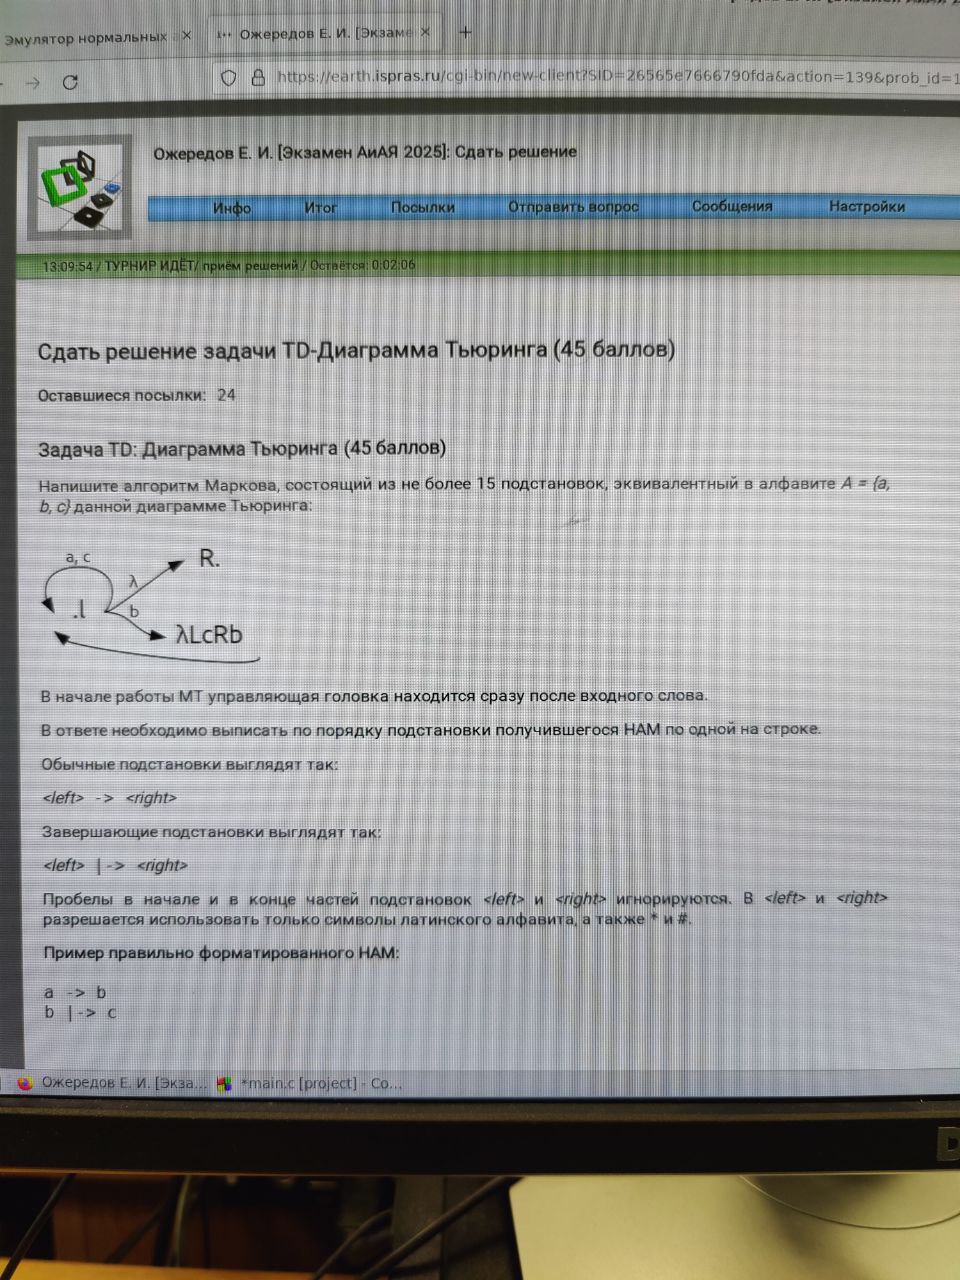 Эмулятор нормальных
Ожередов Е. И. [Экзаме
https://earth.ispras.ru/cgi-bin/new-client?SID=26565e7666790fda&action=139&prob_id=1
Ожередов Е. И. [Экзамен АиАЯ 2025]: Сдать решение
Инфо Итог Посылки Отправить вопрос Сообщения Настройки
13:09:54 / ТУРНИР ИДЁТ/ приём решений / Остаётся: 0:02:06
Сдать решение задачи TD-Диаграмма Тьюринга (45 баллов)
Оставшиеся посылки: 24
Задача TD: Диаграмма Тьюринга (45 баллов)
Напишите алгоритм Маркова, состоящий из не более 15 подстановок, эквивалентный в алфавите A = {a,
b, c} данной диаграмме Тьюринга:
a, c
R.
λ
.l
b
λLcRb
В начале работы МТ управляющая головка находится сразу после входного слова.
В ответе необходимо выписать по порядку подстановки получившегося НАМ по одной на строке.
Обычные подстановки выглядят так:
<left> -> <right>
Завершающие подстановки выглядят так:
<left> |-> <right>
Пробелы в начале и в конце частей подстановок <left> и <right> игнорируются. В <left> и <right>
разрешается использовать только символы латинского алфавита, а также * и #.
Пример правильно форматированного НАМ:
a -> b
b |-> c
Ожередов Е. И. [Экза... *main.c [project] - Co...